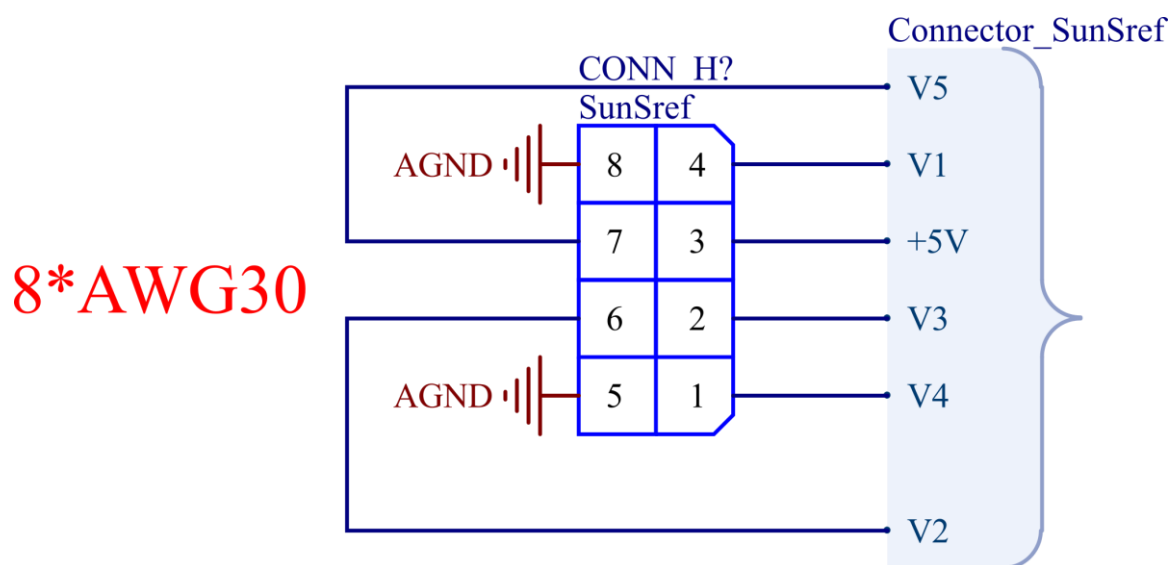 Connector_SunSref
CONN_H?
SunSref
V5
AGND
8
4
V1
7
3
+5V
8*AWG30
6
2
V3
AGND
5
1
V4
V2